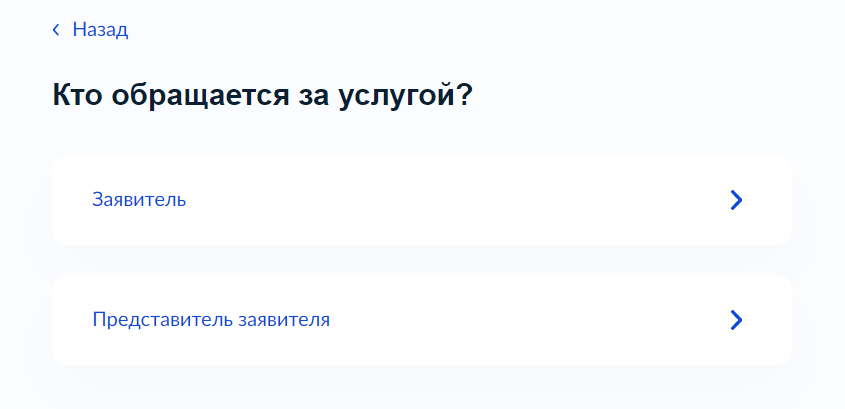 Назад
Кто обращается за услугой?
Заявитель
Представитель заявителя